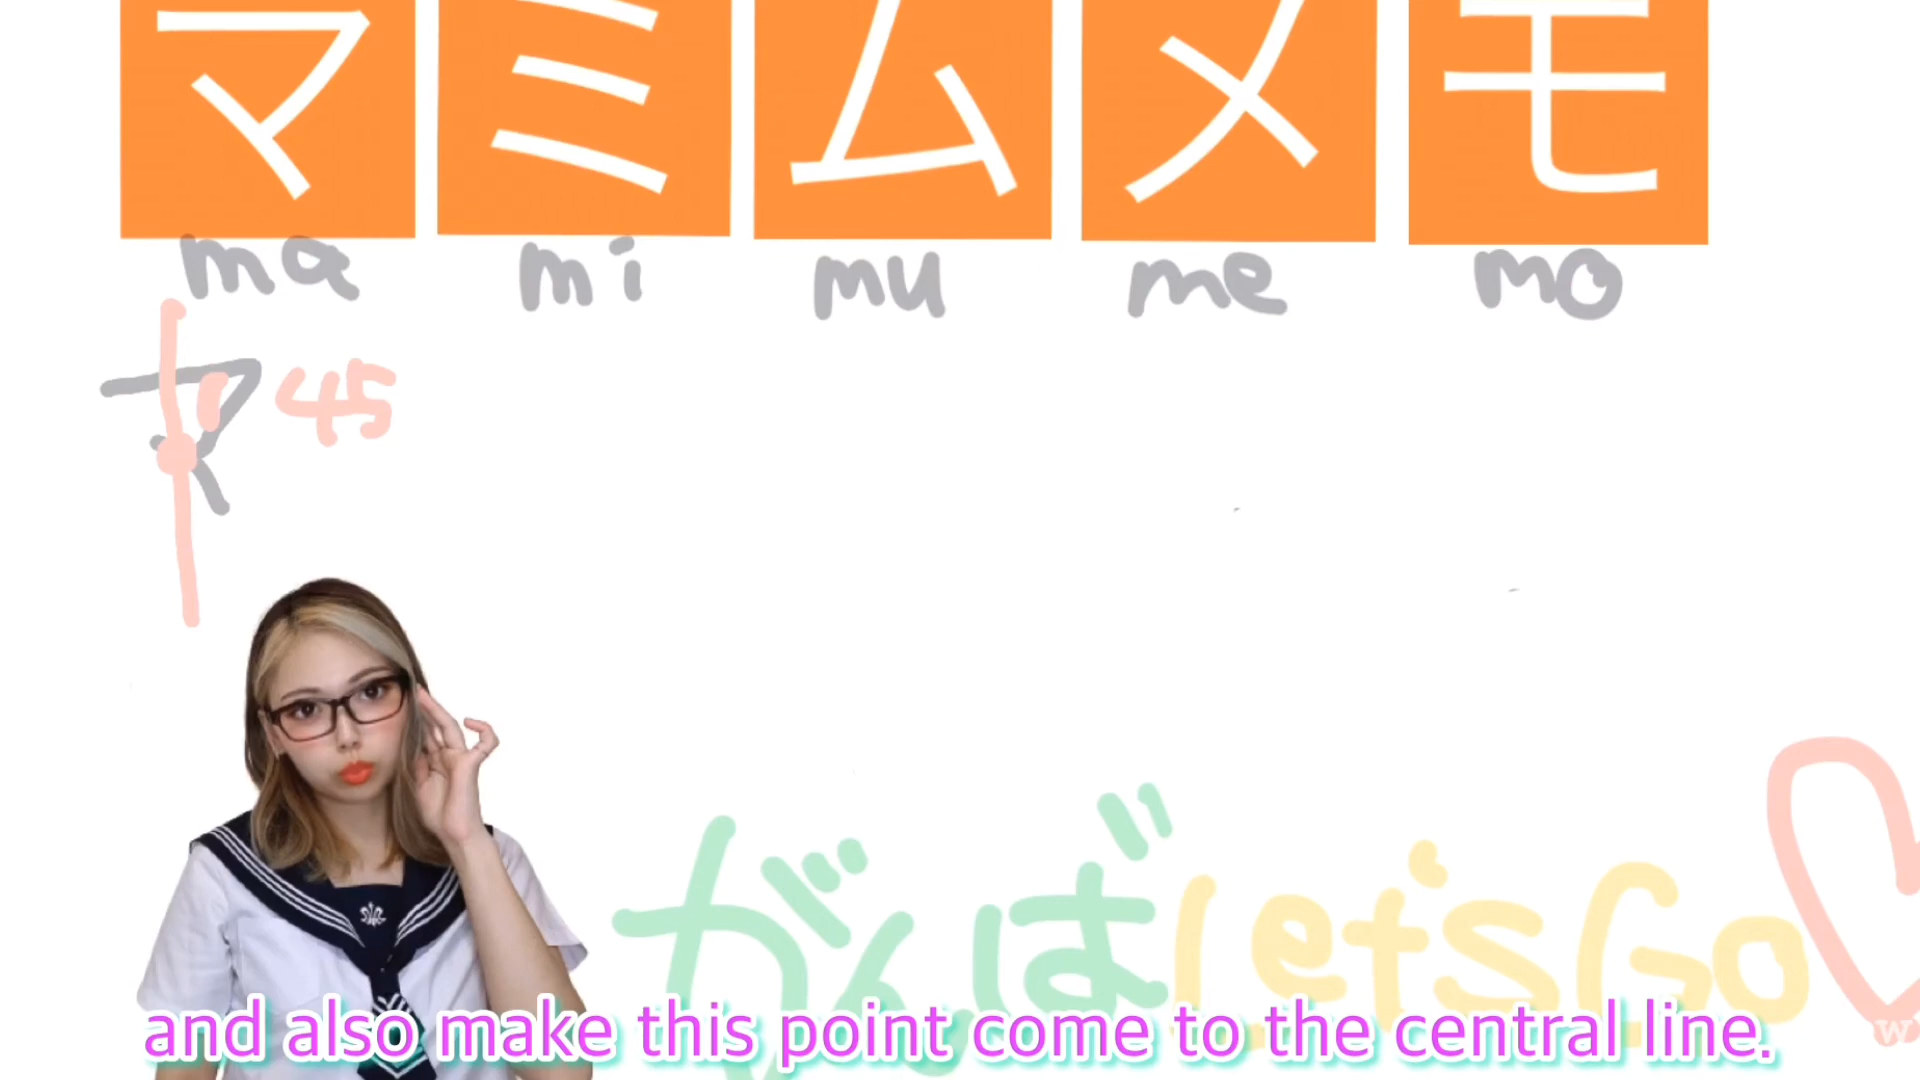 マ ミ ム メ モ
ma mi mu me mo
マ 45
がんば Let's Go
and also make this point come to the central line.